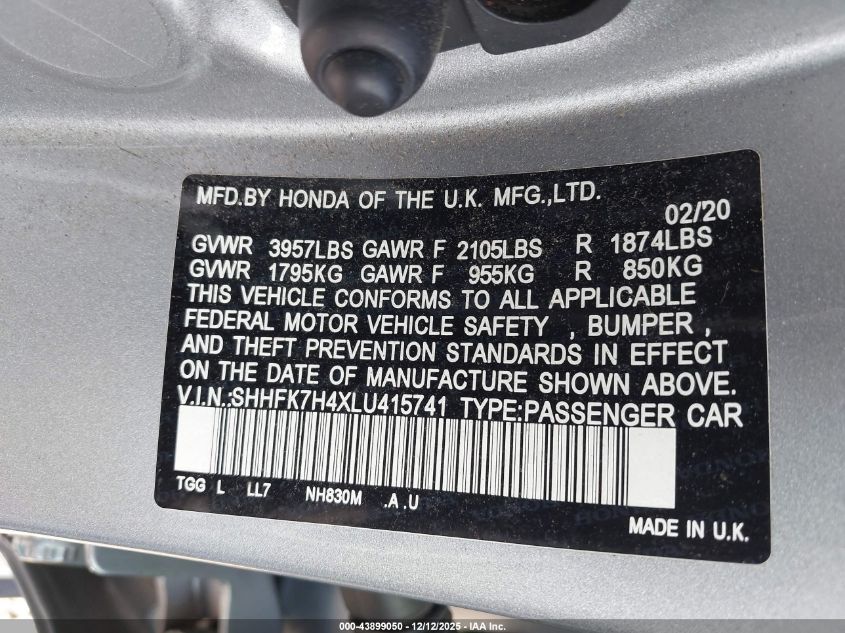 MFD.BY HONDA OF THE U.K. MFG.,LTD.
02/20
GVWR 3957LBS GAWR F 2105LBS R 1874LBS
GVWR 1795KG GAWR F 955KG R 850KG
THIS VEHICLE CONFORMS TO ALL APPLICABLE
FEDERAL MOTOR VEHICLE SAFETY , BUMPER ,
AND THEFT PREVENTION STANDARDS IN EFFECT
ON THE DATE OF MANUFACTURE SHOWN ABOVE.
V.I.N.:SHHFK7H4XLU415741 TYPE:PASSENGER CAR
TGG L LL7 NH830M .A .U
MADE IN U.K.
000-43899050 - 12/12/2025 - IAA Inc.